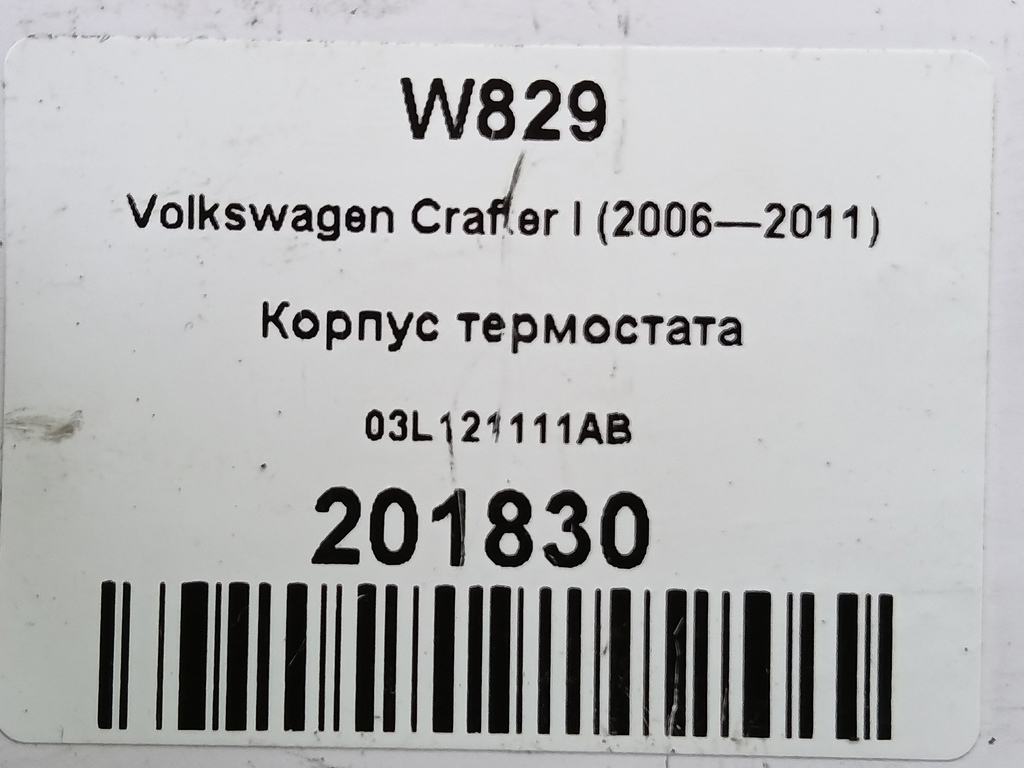 W829
Volkswagen Crafter I (2006—2011)
Корпус термостата
03L121111AB
201830